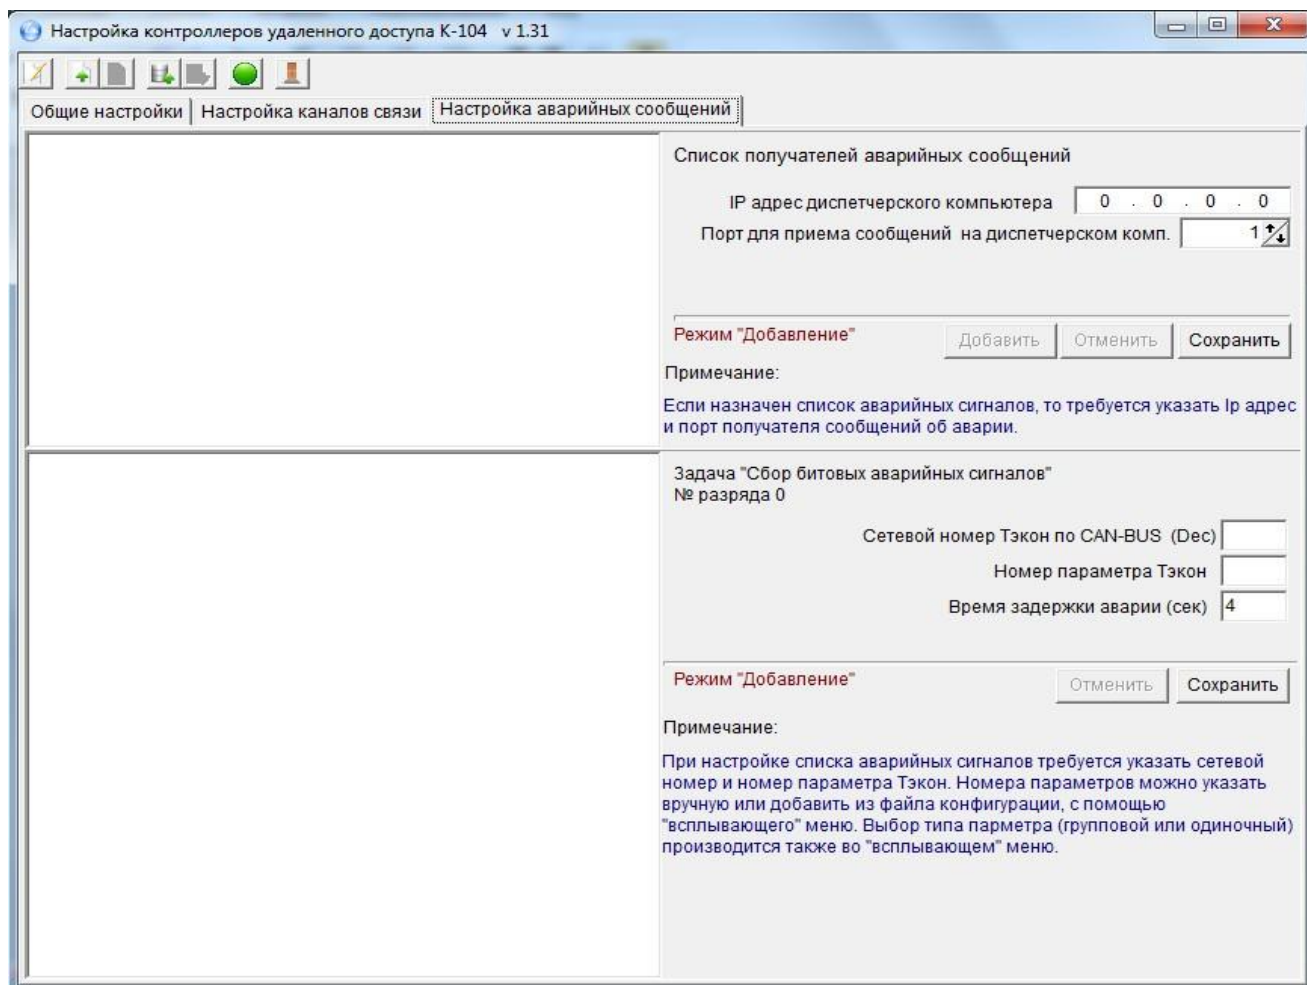 Настройка контроллеров удаленного доступа К-104 v 1.31
Общие настройки Настройка каналов связи Настройка аварийных сообщений
Список получателей аварийных сообщений
IP адрес диспетчерского компьютера 0 . 0 . 0 . 0
Порт для приема сообщений на диспетчерском комп. 1
Режим "Добавление" Добавить Отменить Сохранить
Примечание:
Если назначен список аварийных сигналов, то требуется указать Ip адрес
и порт получателя сообщений об аварии.
Задача "Сбор битовых аварийных сигналов"
№ разряда 0
Сетевой номер Тэкон по CAN-BUS (Dec)
Номер параметра Тэкон
Время задержки аварии (сек) 4
Режим "Добавление" Отменить Сохранить
Примечание:
При настройке списка аварийных сигналов требуется указать сетевой
номер и номер параметра Тэкон. Номера параметров можно указать
вручную или добавить из файла конфигурации, с помощью
"всплывающего" меню. Выбор типа парметра (групповой или одиночный)
производится также во "всплывающем" меню.